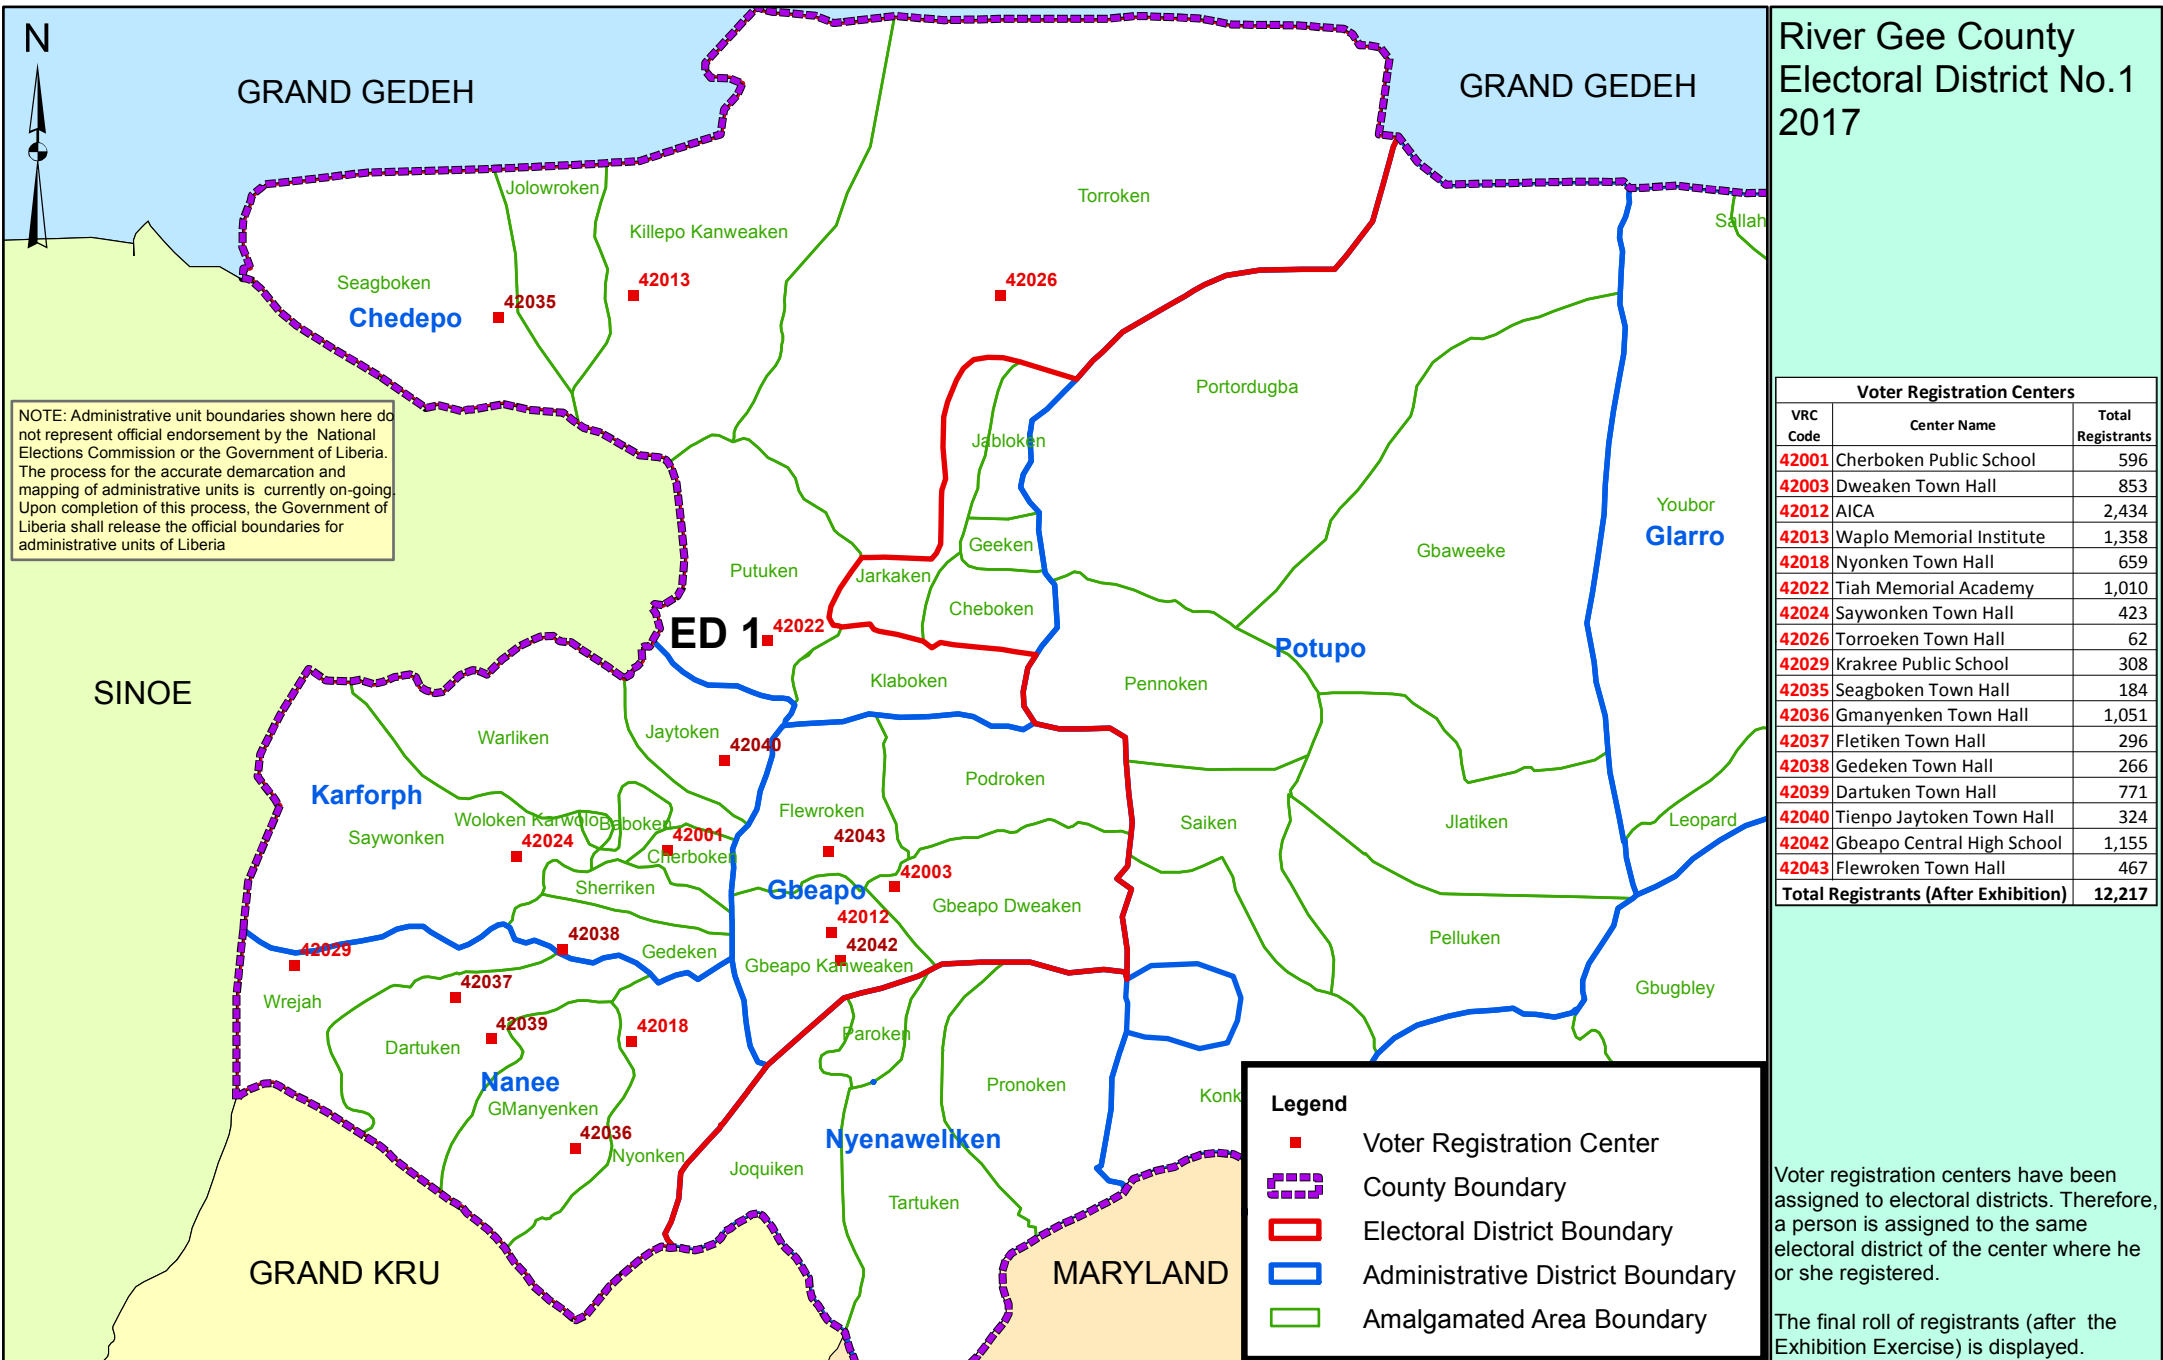 River Gee County
Electoral District No.1
2017
N
GRAND GEDEH
GRAND GEDEH
Jolowroken
Torroken
Sallah
Killepo Kanweaken
Seagboken
42035
42013
42026
Chedepo
Portordugba
NOTE: Administrative unit boundaries shown here do
not represent official endorsement by the National
Elections Commission or the Government of Liberia.
The process for the accurate demarcation and
mapping of administrative units is currently on-going.
Upon completion of this process, the Government of
Liberia shall release the official boundaries for
administrative units of Liberia
Jabloken
Youbor
Glarro
Geeken
Gbaweeke
Putuken
Jarkaken
Cheboken
ED 1
42022
Potupo
SINOE
Klaboken
Pennoken
Warliken
Jaytoken
42040
Podroken
Karforph
Flewroken
Woloken Karwolo
Baboken
Saiken
Jlatiken
Leopard
Saywonken
42024
42001
42043
Cherboken
42003
Sherriken
Gbeapo
Gbeapo Dweaken
42012
42038
42042
Gedeken
Gbeapo Kanweaken
Pelluken
42029
42037
Wrejah
Gbugbley
42039
42018
Paroken
Dartuken
Nanee
Pronoken
Konk
GManyenken
42036
Nyonken
Nyenawellken
Joquiken
Tartuken
GRAND KRU
MARYLAND
Legend
Voter Registration Center
County Boundary
Electoral District Boundary
Administrative District Boundary
Amalgamated Area Boundary
Voter Registration Centers
VRC Code Center Name Total Registrants
42001 Cherboken Public School 596
42003 Dweaken Town Hall 853
42012 AICA 2,434
42013 Waplo Memorial Institute 1,358
42018 Nyonken Town Hall 659
42022 Tiah Memorial Academy 1,010
42024 Saywonken Town Hall 423
42026 Torroeken Town Hall 62
42029 Krakree Public School 308
42035 Seagboken Town Hall 184
42036 Gmanyenken Town Hall 1,051
42037 Fletiken Town Hall 296
42038 Gedeken Town Hall 266
42039 Dartuken Town Hall 771
42040 Tienpo Jaytoken Town Hall 324
42042 Gbeapo Central High School 1,155
42043 Flewroken Town Hall 467
Total Registrants (After Exhibition) 12,217
Voter registration centers have been
assigned to electoral districts. Therefore,
a person is assigned to the same
electoral district of the center where he
or she registered.
The final roll of registrants (after the
Exhibition Exercise) is displayed.